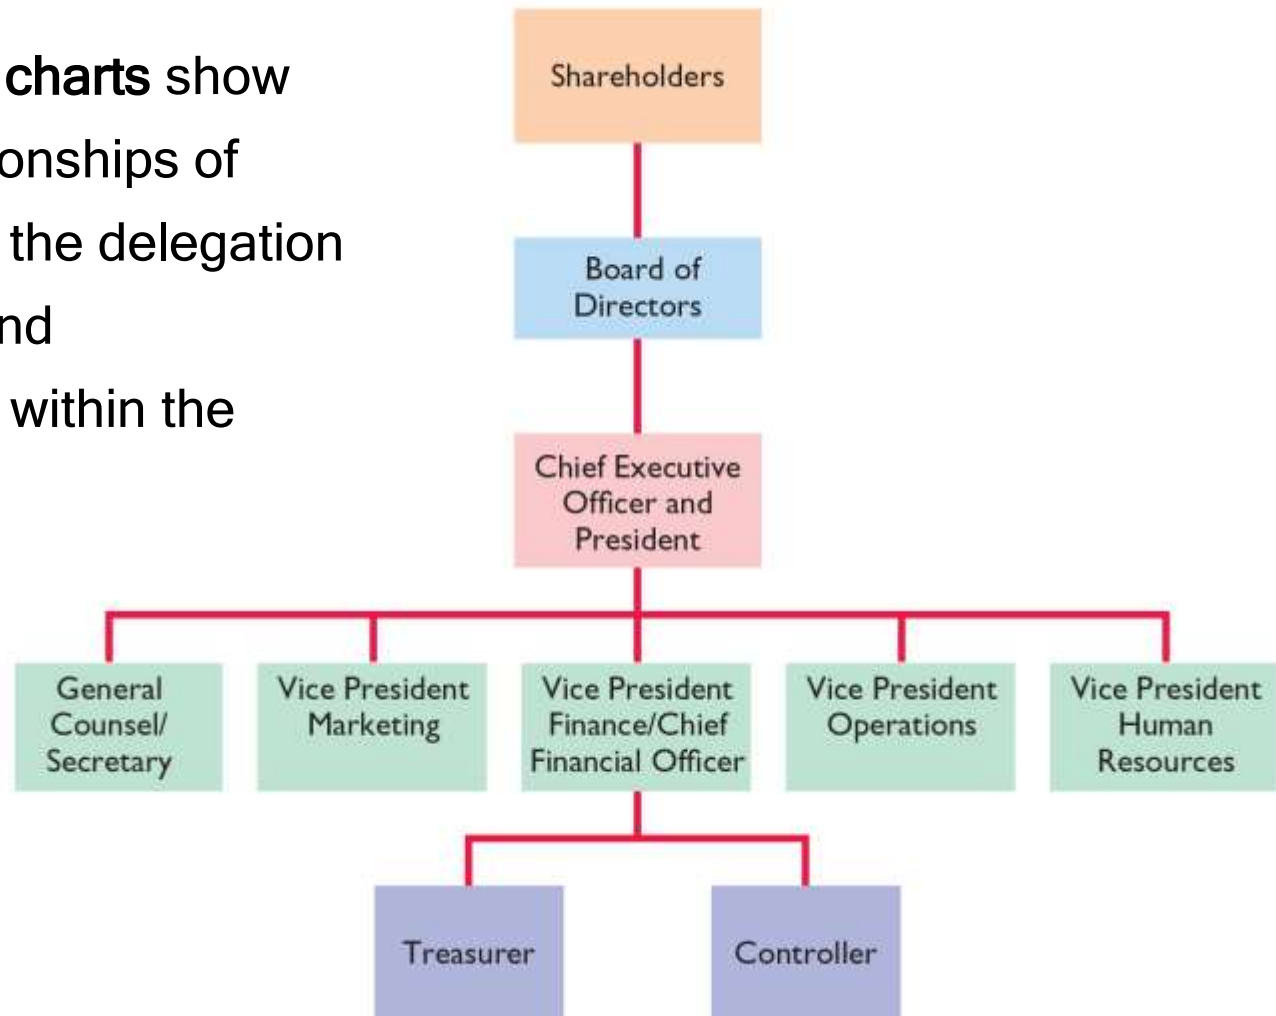 charts show
onships of
the delegation
nd
within the
Shareholders
Board of
Directors
Chief Executive
Officer and
President
General
Counsel/
Secretary
Vice President
Marketing
Vice President
Finance/Chief
Financial Officer
Vice President
Operations
Vice President
Human
Resources
Treasurer
Controller